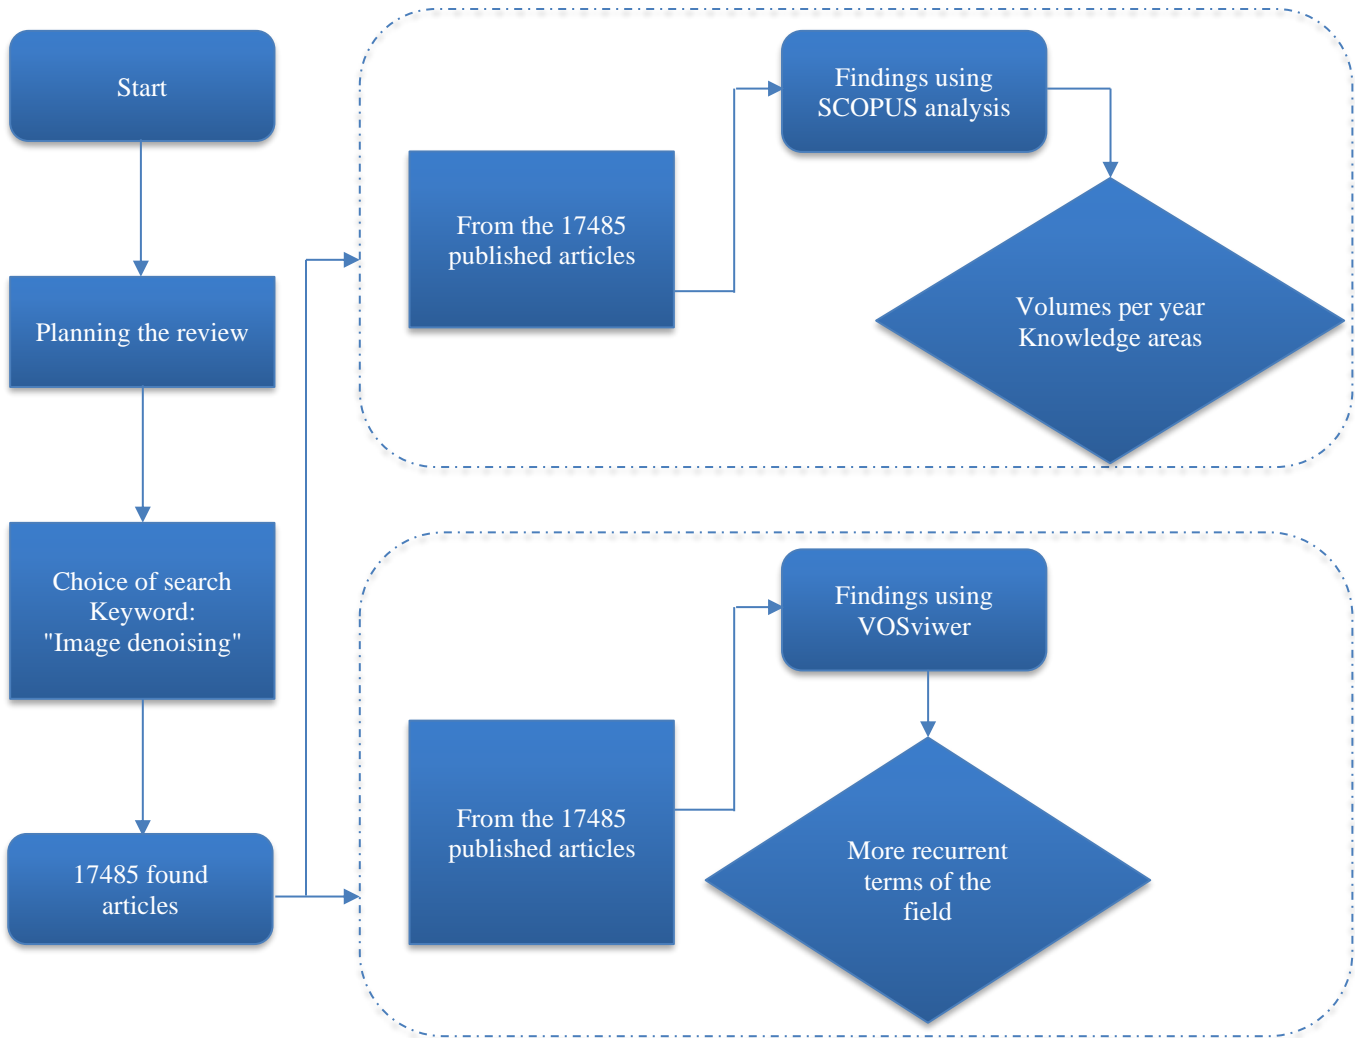 Start
Planning the review
Choice of search
Keyword:
"Image denoising"
17485 found
articles
From the 17485
published articles
Findings using
SCOPUS analysis
Volumes per year
Knowledge areas
From the 17485
published articles
Findings using
VOSviwer
More recurrent
terms of the
field